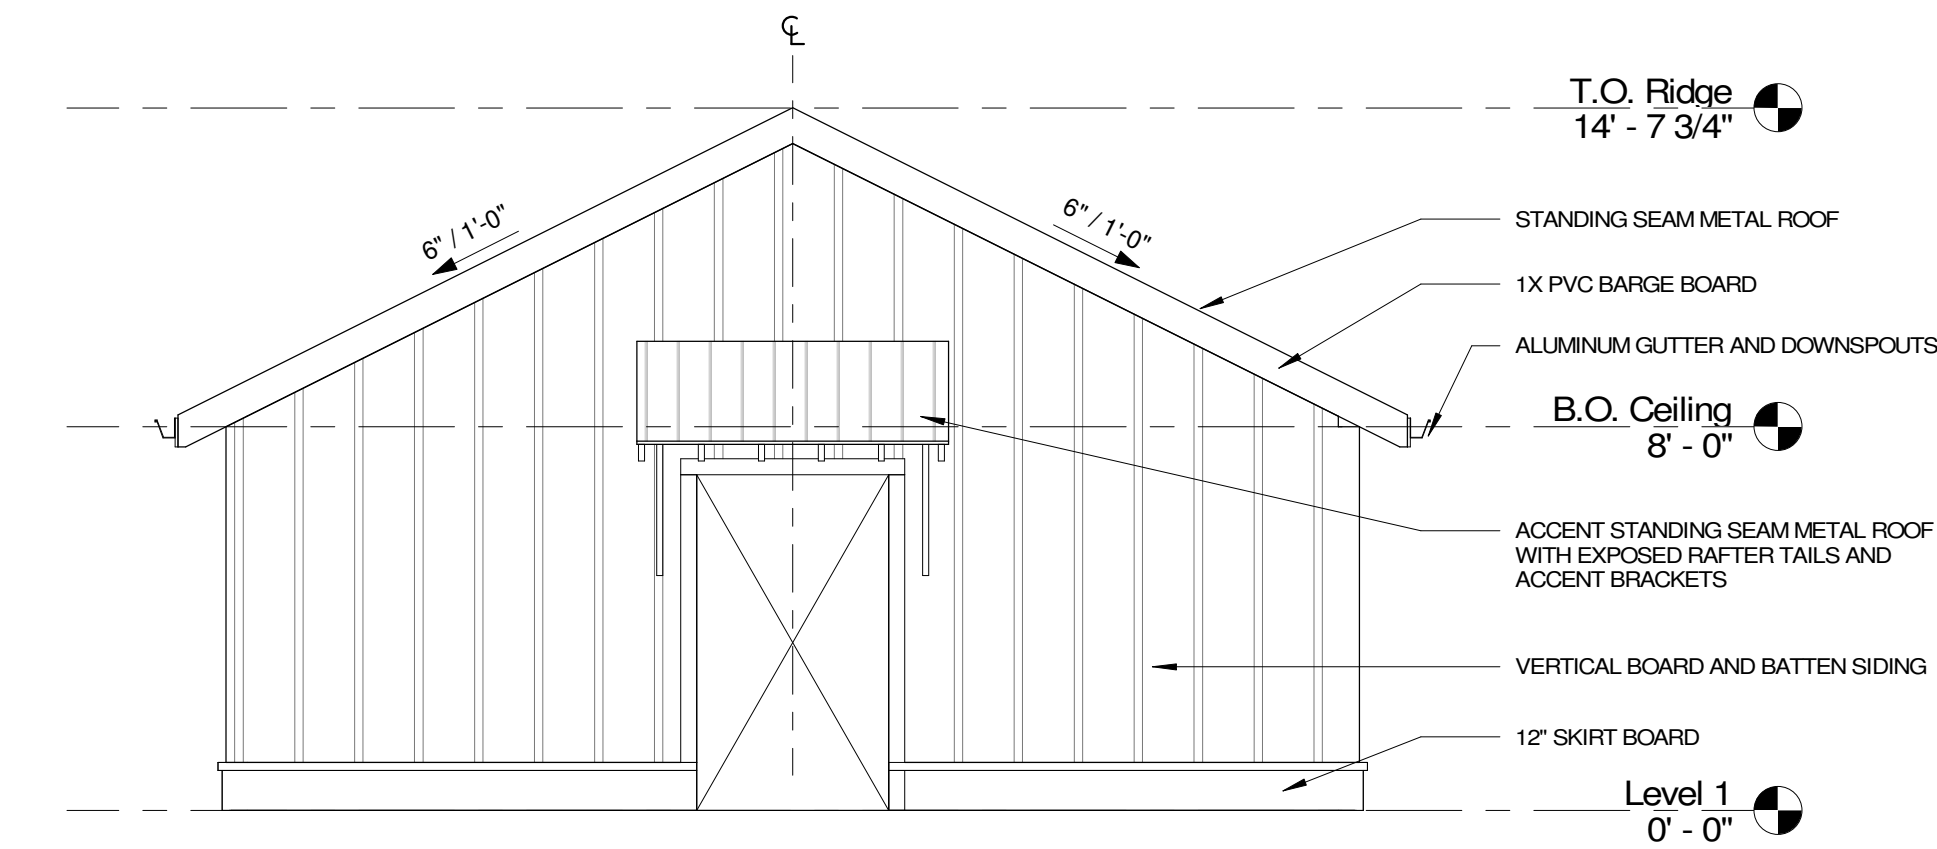 ℄
T.O. Ridge
14' - 7 3/4"
6" / 1'-0"
6" / 1'-0"
STANDING SEAM METAL ROOF
1X PVC BARGE BOARD
ALUMINUM GUTTER AND DOWNSPOUTS
B.O. Ceiling
8' - 0"
ACCENT STANDING SEAM METAL ROOF
WITH EXPOSED RAFTER TAILS AND
ACCENT BRACKETS
VERTICAL BOARD AND BATTEN SIDING
12" SKIRT BOARD
Level 1
0' - 0"